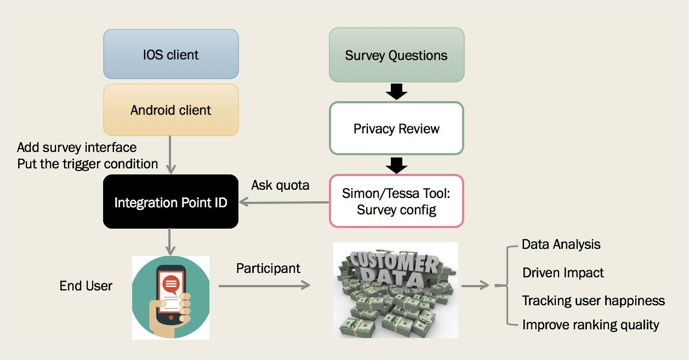 IOS client
Survey Questions
Android client
Privacy Review
Add survey interface
Put the trigger condition
Ask quota
Integration Point ID
Simon/Tessa Tool:
Survey config
End User
Participant
CUSTOMER
DATA
Data Analysis
Driven Impact
Tracking user happiness
Improve ranking quality